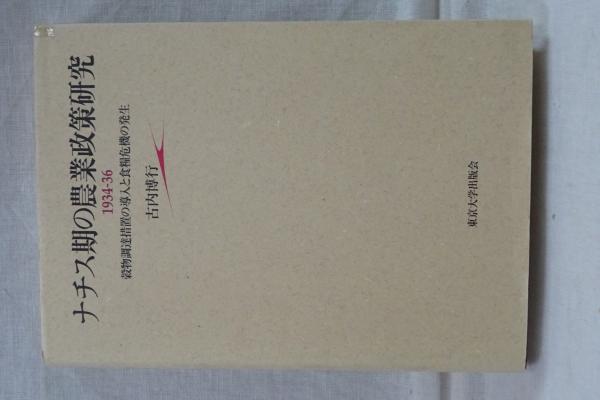 ナチス期の農業政策研究
1934-36
穀物調達措置の導入と食糧危機の発生
古内博行
東京大学出版会